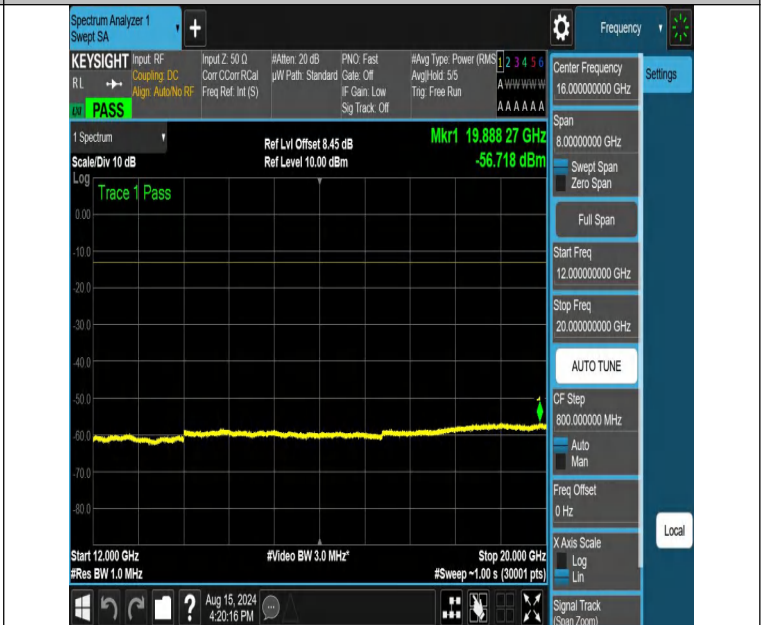 Spectrum Analyzer 1
Swept SA
+
Frequency
KEYSIGHT
RL
PASS
Input: RF
Coupling: DC
Align: Auto/No RF
Input Z: 50 Ω
Corr CCorr RCal
Freq Ref: Int (S)
#Atten: 20 dB
µW Path: Standard
PNO: Fast
Gate: Off
IF Gain: Low
Sig Track: Off
#Avg Type: Power (RMS
Avg|Hold: 5/5
Trig: Free Run
1 2 3 4 5 6
A W W W W W
A A A A A A
1 Spectrum
Scale/Div 10 dB
Log
Ref Lvl Offset 8.45 dB
Ref Level 10.00 dBm
Mkr1 19.888 27 GHz
-56.718 dBm
Trace 1 Pass
0.00
-10.0
-20.0
-30.0
-40.0
-50.0
-60.0
-70.0
-80.0
1
Start 12.000 GHz
#Res BW 1.0 MHz
#Video BW 3.0 MHz*
Stop 20.000 GHz
#Sweep ~1.00 s (30001 pts)
Aug 15, 2024
4:20:16 PM
?
Center Frequency
16.00000000 GHz
Settings
Span
8.00000000 GHz
Swept Span
Zero Span
Full Span
Start Freq
12.000000000 GHz
Stop Freq
20.000000000 GHz
AUTO TUNE
CF Step
800.000000 MHz
Auto
Man
Freq Offset
0 Hz
X Axis Scale
Log
Lin
Local
Signal Track
(Span Zoom)